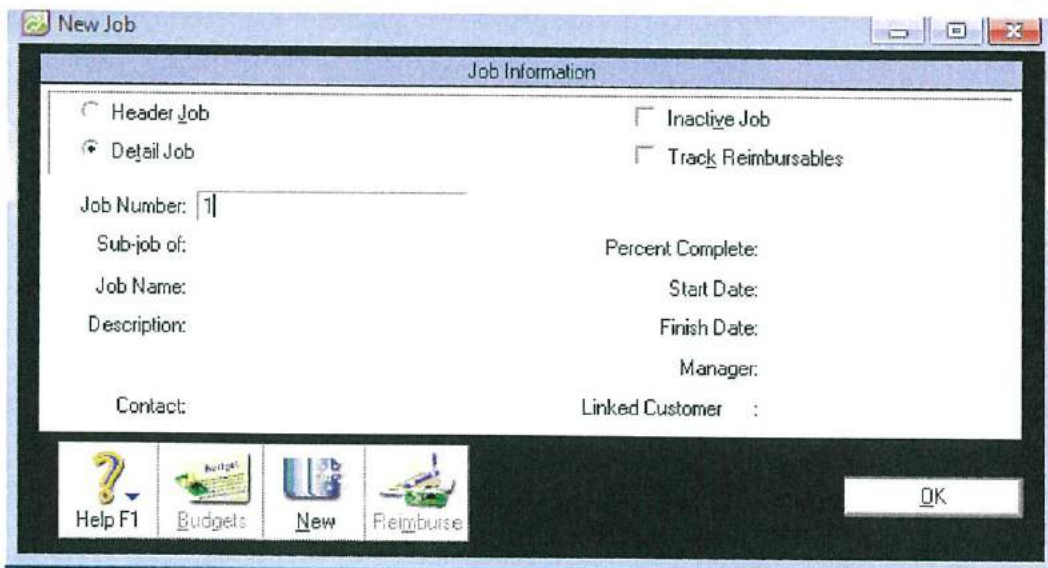 New Job
Job Information
Header Job
Inactive Job
Detail Job
Track Reimbursables
Job Number: 1
Sub-job of:
Percent Complete:
Job Name:
Start Date:
Description:
Finish Date:
Manager:
Contact:
Linked Customer :
Budget
Help F1
Budgets
New
Reimburse
OK